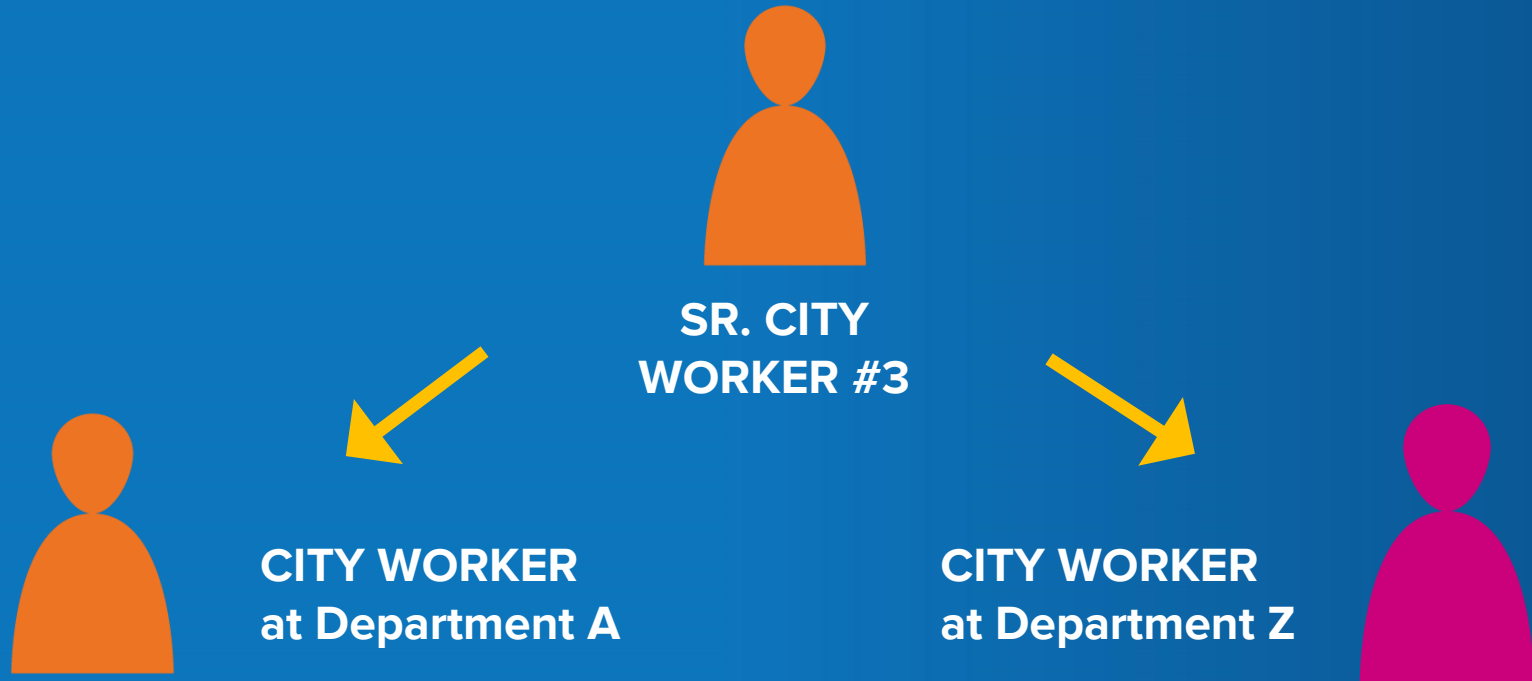 SR. CITY
WORKER #3
CITY WORKER
at Department A
CITY WORKER
at Department Z